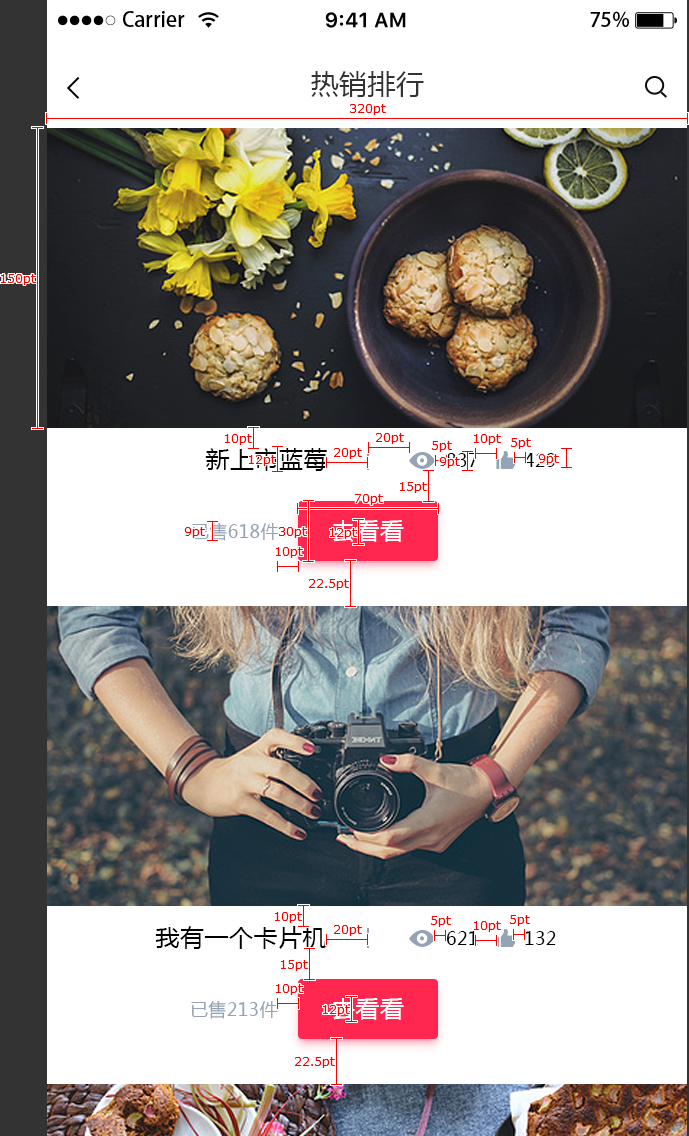 Carrier 9:41 AM 75%
热销排行
320pt
150pt
10pt 20pt 20pt 5pt 10pt 5pt
新上市蓝莓 12pt 837 9pt 426 9pt
15pt
70pt
9pt 已售618件 30pt 去看看 12pt
10pt
22.5pt
10pt 20pt 5pt 10pt 5pt
我有一个卡片机 621 132
15pt
10pt
已售213件 去看看 12pt
22.5pt